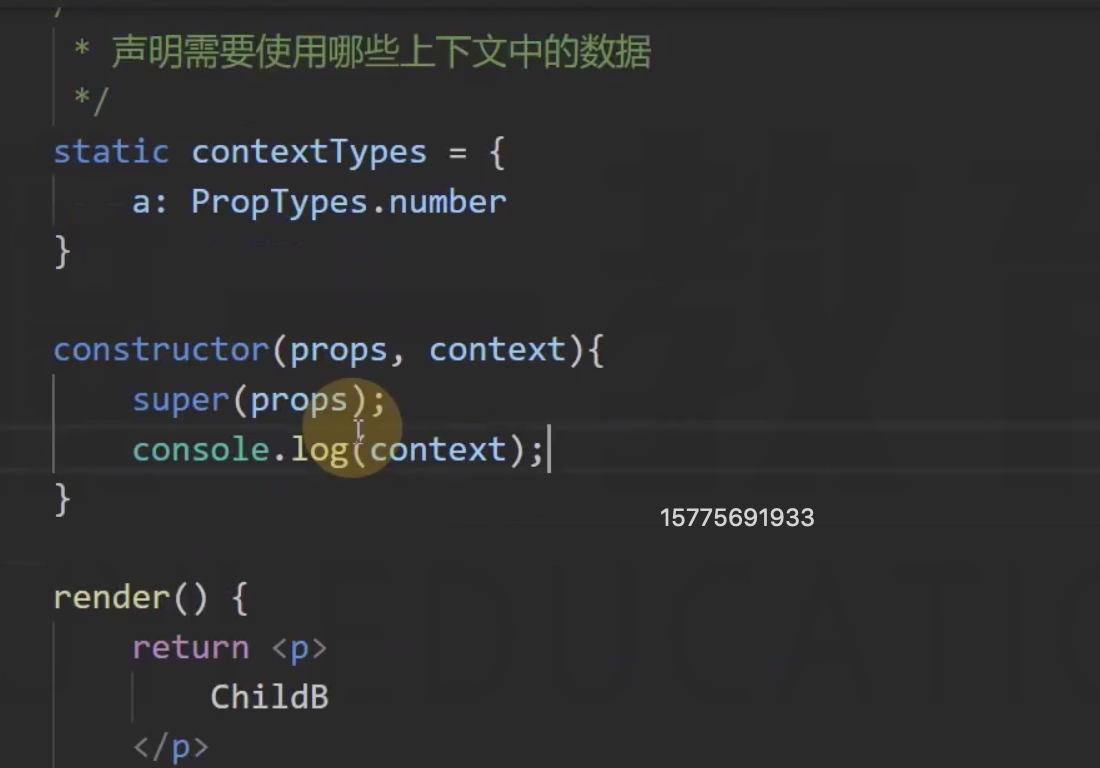 * 声明需要使用哪些上下文中的数据
*/
static contextTypes = {
a: PropTypes.number
}
constructor(props, context){
super(props);
console.log(context);
}
15775691933
render() {
return <p>
ChildB
</p>